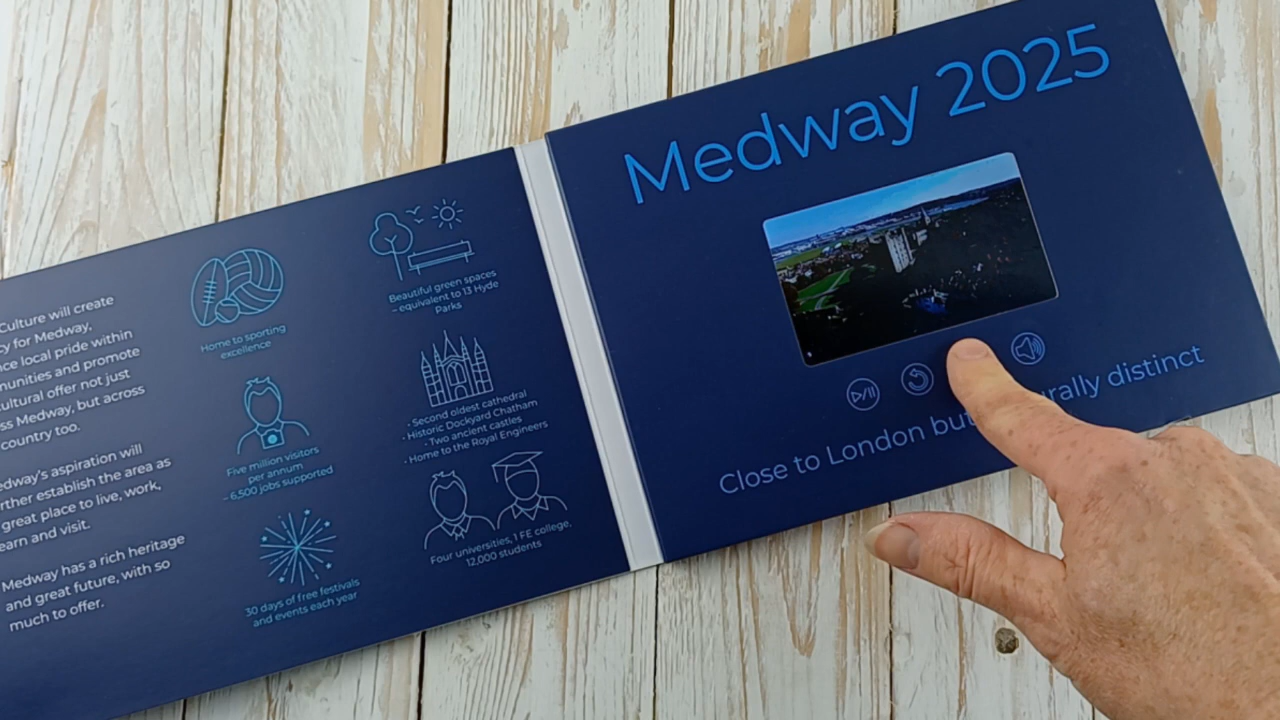 Culture will create
cy for Medway,
nce local pride within
munities and promote
ultural offer not just
ss Medway, but across
country too.
edway's aspiration will
rther establish the area as
great place to live, work,
earn and visit.
Medway has a rich heritage
and great future, with so
much to offer.
Home to sporting
excellence
Five million visitors
per annum
– 6,500 jobs supported
30 days of free festivals
and events each year
Beautiful green spaces
– equivalent to 13 Hyde
Parks
• Second oldest cathedral
• Historic Dockyard Chatham
• Two ancient castles
• Home to the Royal Engineers
Four universities, 1 FE college,
12,000 students
Medway 2025
Close to London but urally distinct